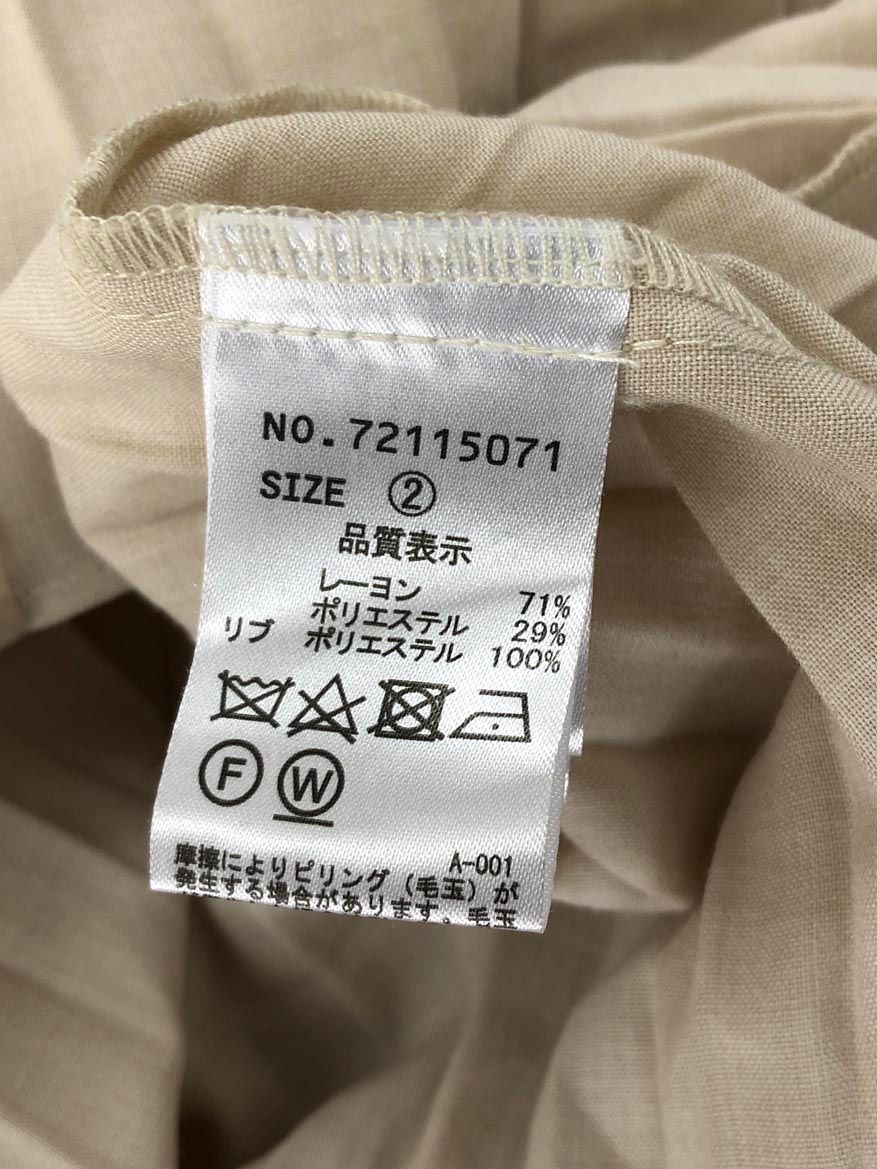 NO.72115071
SIZE ②
品質表示
レーヨン 71%
ポリエステル 29%
リブ ポリエステル 100%
F W
A-001
摩擦によりピリング(毛玉)が
発生する場合があります。毛玉